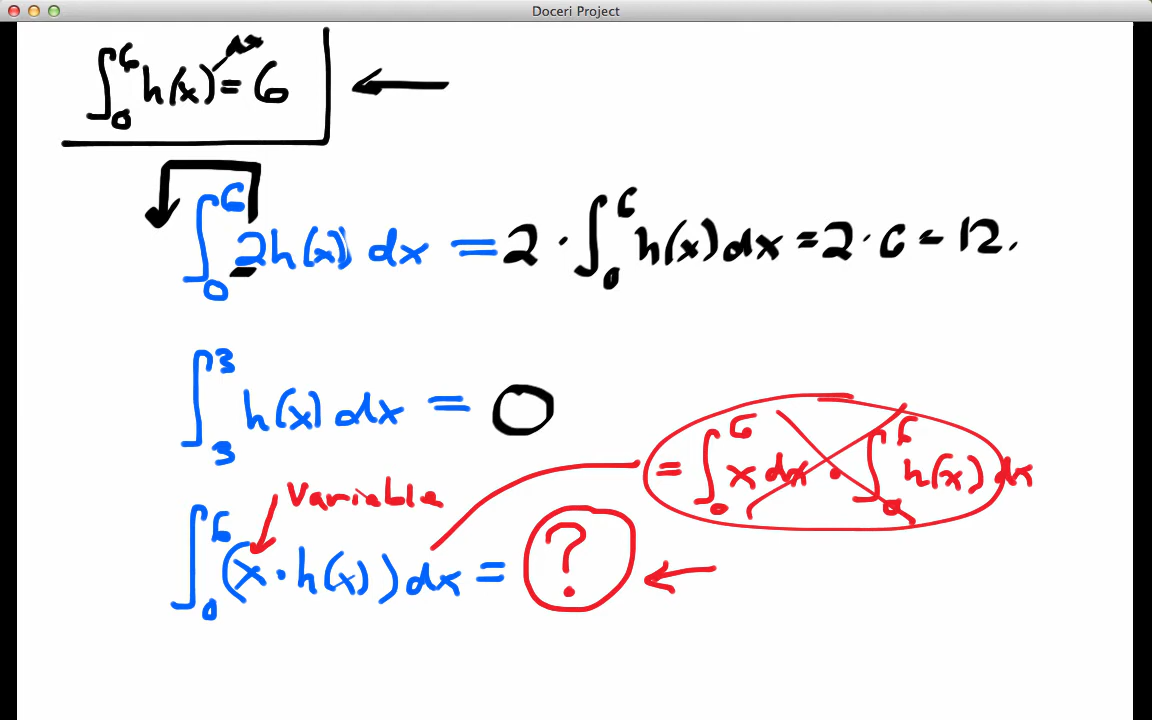 Doceri Project
∫₀⁶ h(x) dx = 6
∫₀⁶ 2h(x) dx = 2 · ∫₀⁶ h(x) dx = 2 · 6 = 12.
∫₃³ h(x) dx = 0
= ∫₀⁶ x dx · ∫₀⁶ h(x) dx
Variable
∫₀⁶ (x · h(x)) dx = ?